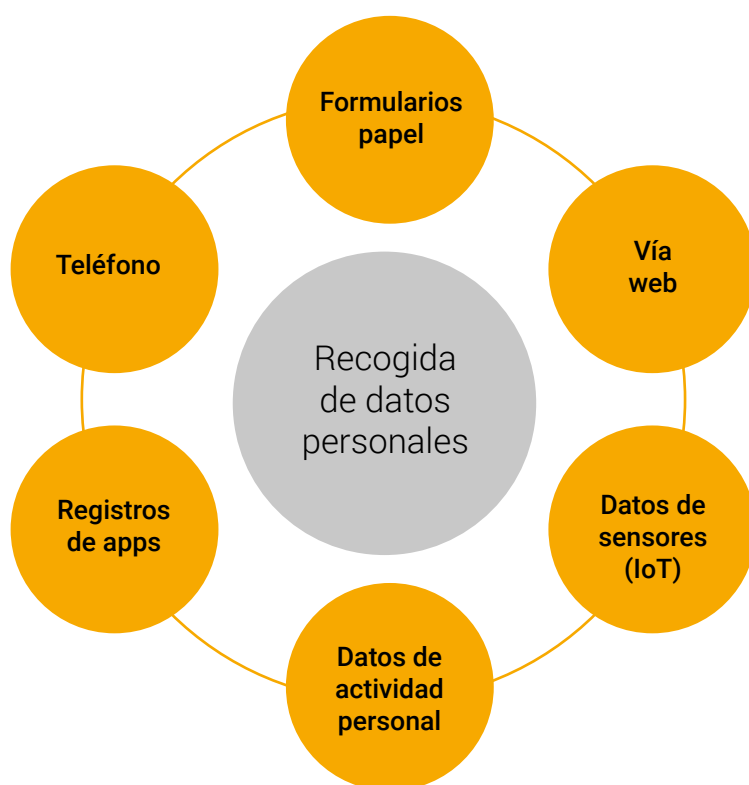 Formularios
papel
Vía
web
Datos de
sensores
(IoT)
Datos de
actividad
personal
Registros
de apps
Teléfono
Recogida
de datos
personales